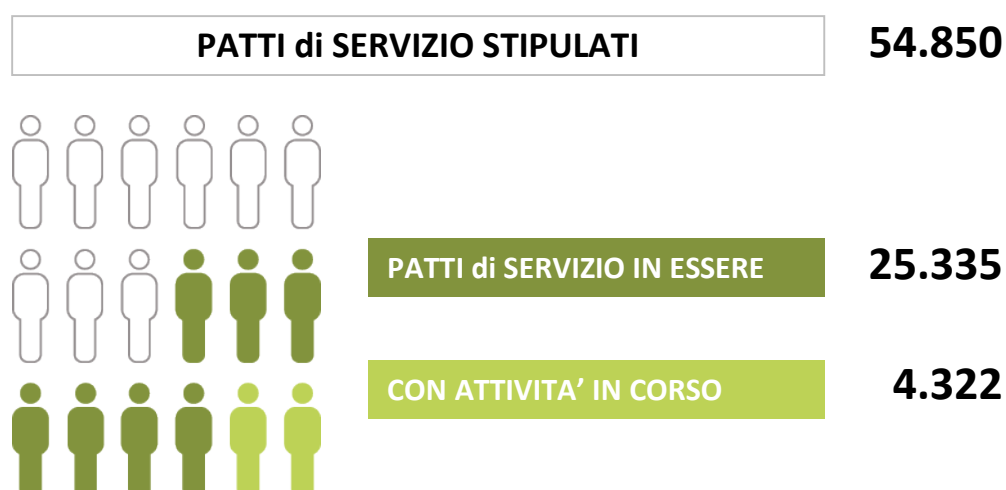 PATTI di SERVIZIO STIPULATI 54.850
PATTI di SERVIZIO IN ESSERE 25.335
CON ATTIVITA’ IN CORSO 4.322